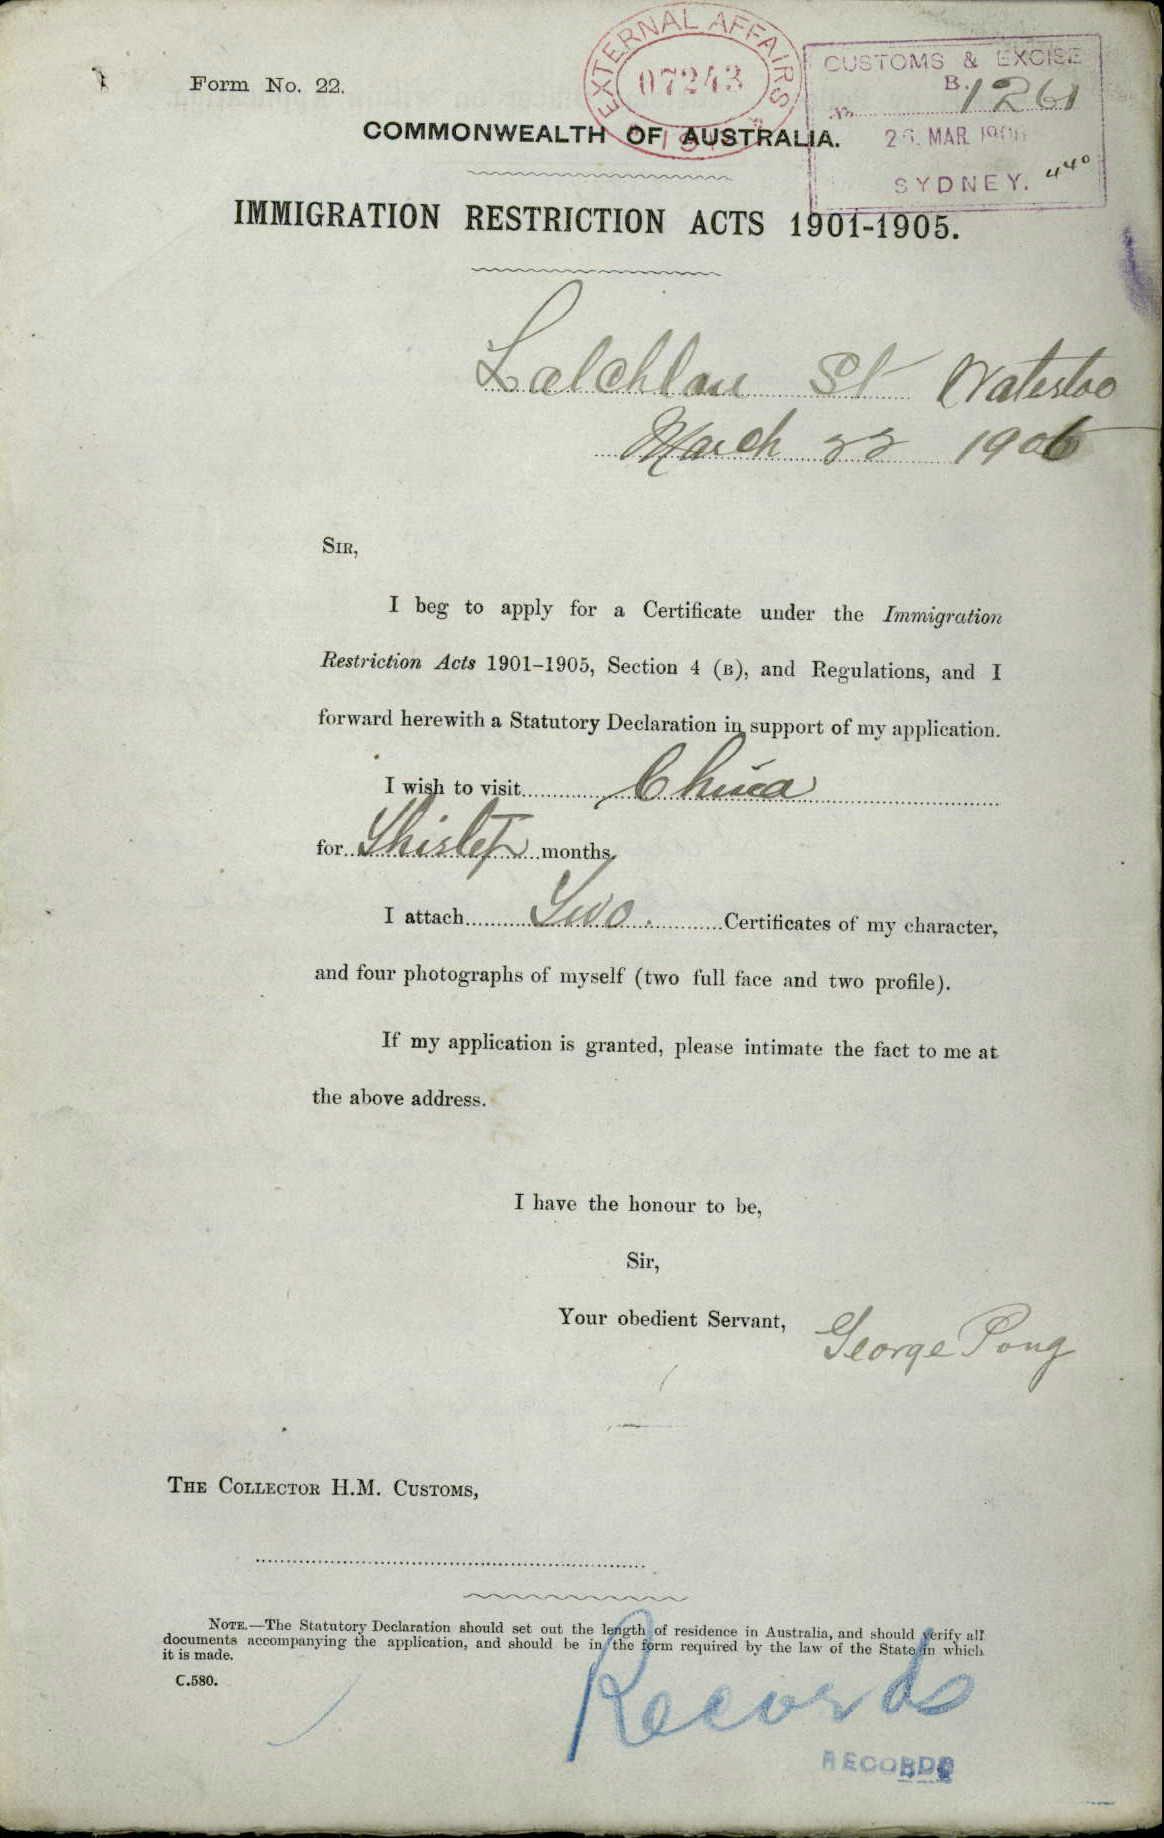 EXTERNAL AFFAIRS
07243
CUSTOMS & EXCISE
B. 1261
No.
26. MAR. 1906
SYDNEY.
440
Form No. 22.
COMMONWEALTH OF AUSTRALIA.
IMMIGRATION RESTRICTION ACTS 1901-1905.
Lalchlan St Waterloo
March 22 1906
SIR,
I beg to apply for a Certificate under the Immigration
Restriction Acts 1901-1905, Section 4 (B), and Regulations, and I
forward herewith a Statutory Declaration in support of my application.
I wish to visit China
for months.
I attach Two. Certificates of my character,
and four photographs of myself (two full face and two profile).
If my application is granted, please intimate the fact to me at
the above address.
I have the honour to be,
Sir,
Your obedient Servant,
George Pong
THE COLLECTOR H.M. CUSTOMS,
NOTE.—The Statutory Declaration should set out the length of residence in Australia, and should verify all
documents accompanying the application, and should be in the form required by the law of the State in which
it is made.
C.580.
Records
RECORDS